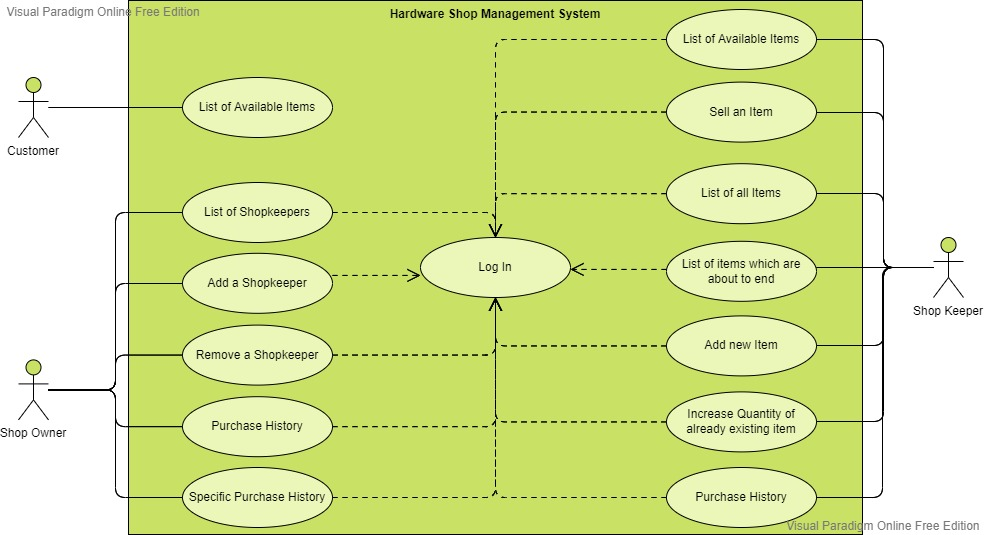 Visual Paradigm Online Free Edition
Hardware Shop Management System
Customer
List of Available Items
Shop Owner
List of Shopkeepers
Add a Shopkeeper
Remove a Shopkeeper
Purchase History
Specific Purchase History
Log In
List of Available Items
Sell an Item
List of all Items
List of items which are
about to end
Add new Item
Increase Quantity of
already existing item
Purchase History
Shop Keeper
Visual Paradigm Online Free Edition